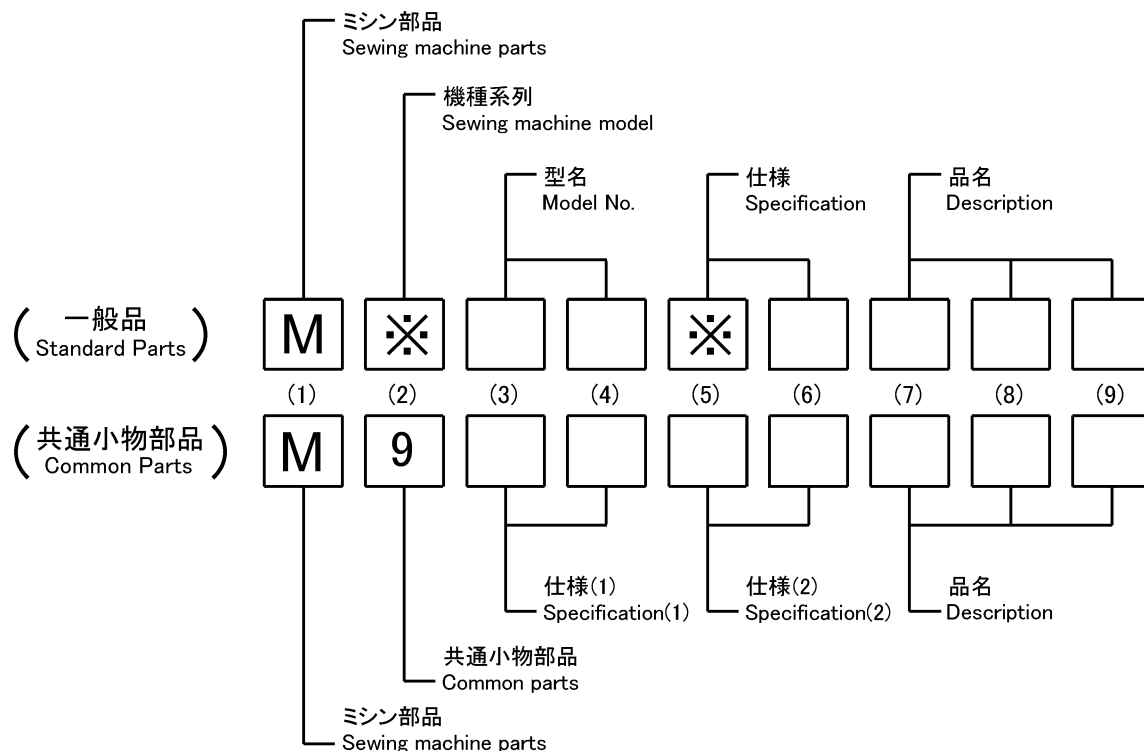 ミシン部品
Sewing machine parts
機種系列
Sewing machine model
型名
Model No.
仕様
Specification
品名
Description
(一般品
Standard Parts)
M ※ ※
(1) (2) (3) (4) (5) (6) (7) (8) (9)
(共通小物部品
Common Parts)
M 9
仕様(1)
Specification(1)
仕様(2)
Specification(2)
品名
Description
共通小物部品
Common parts
ミシン部品
Sewing machine parts